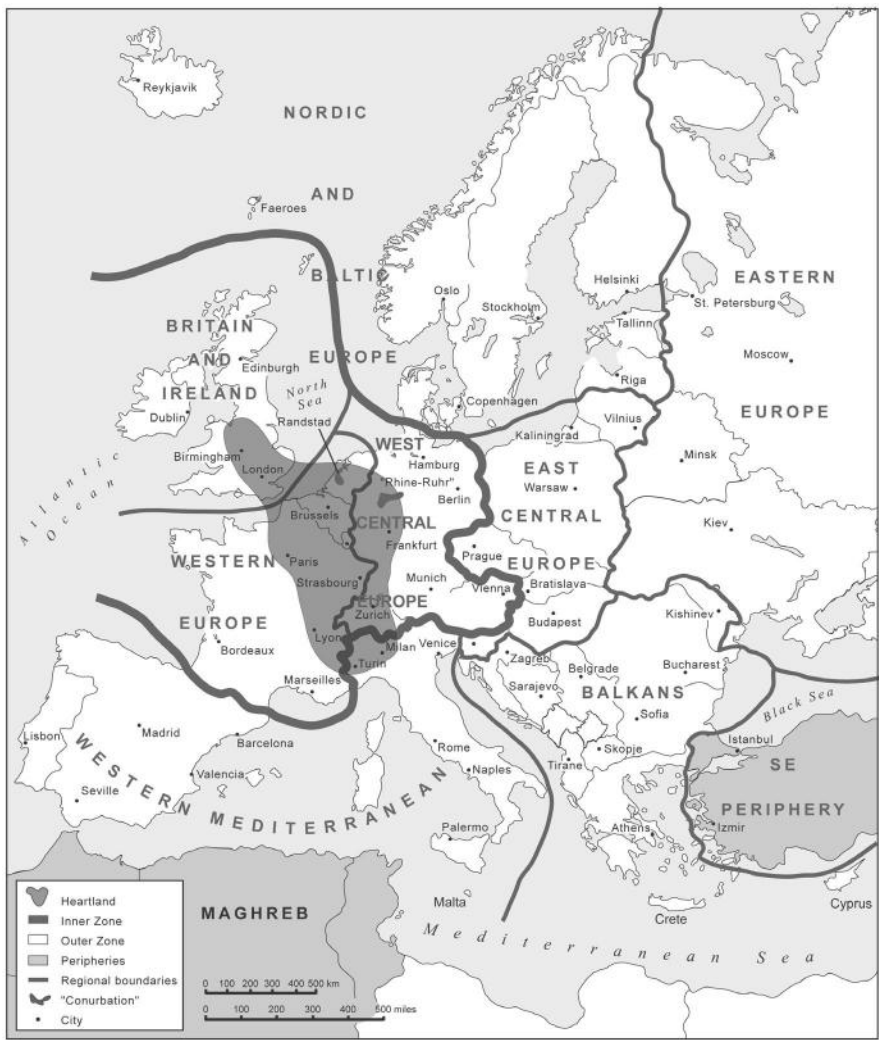 Reykjavik
NORDIC
AND
Faeroes
BALTIC
EUROPE
Oslo
Stockholm
Helsinki
Tallinn
Riga
Copenhagen
St. Petersburg
EASTERN
Moscow
EUROPE
BRITAIN
AND
IRELAND
Edinburgh
Dublin
Birmingham
London
North
Sea
Randstad
Atlantic
Ocean
Kaliningrad
Vilnius
Minsk
Kiev
WEST
Hamburg
"Rhine-Ruhr"
Berlin
CENTRAL
Frankfurt
Munich
Vienna
EUROPE
Zurich
EAST
Warsaw
CENTRAL
Prague
EUROPE
Bratislava
Budapest
Brussels
Paris
WESTERN
Strasbourg
EUROPE
Lyon
Bordeaux
Marseilles
Milan
Venice
Turin
Kishinev
Zagreb
Belgrade
Bucharest
Sarajevo
BALKANS
Sofia
Skopje
Tirane
Athens
Black Sea
Istanbul
SE
PERIPHERY
Izmir
Lisbon
Madrid
Barcelona
Valencia
Seville
WESTERN MEDITERRANEAN
Rome
Naples
Palermo
Malta
Crete
Cyprus
Mediterranean Sea
MAGHREB
Heartland
Inner Zone
Outer Zone
Peripheries
Regional boundaries
"Conurbation"
City
0 100 200 300 400 500 km
0 100 200 300 400 500 miles